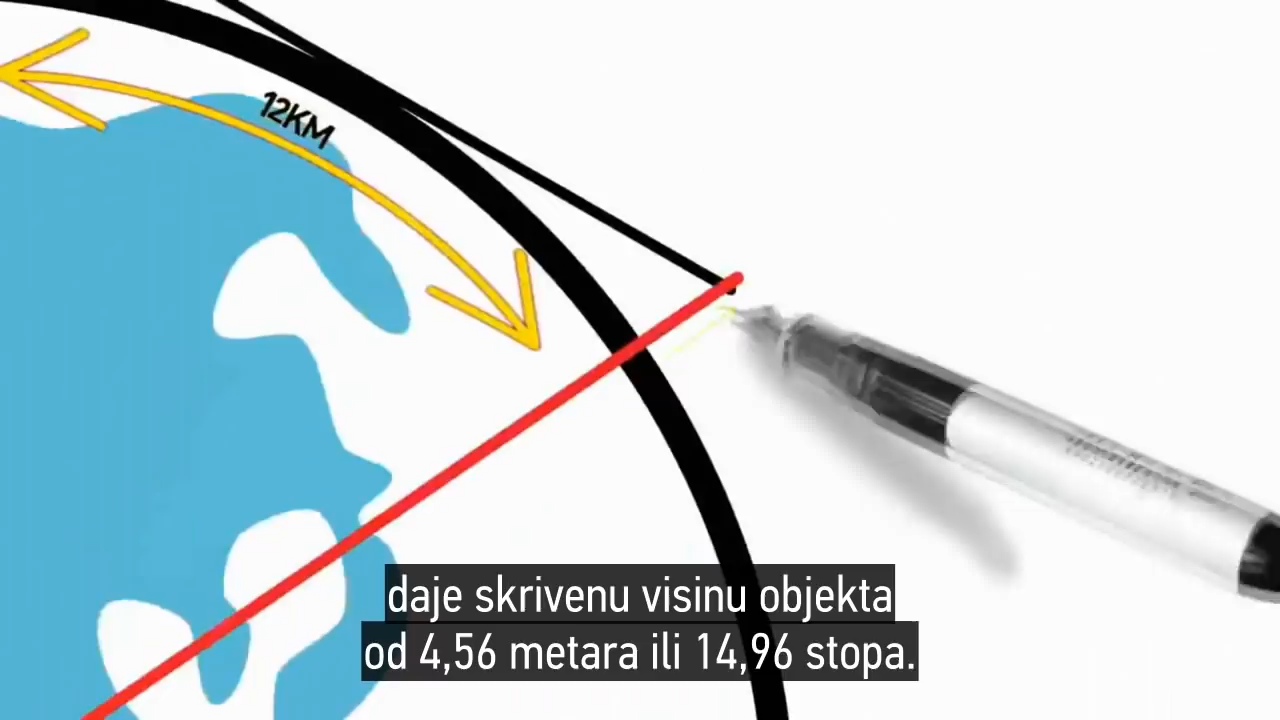 12KM
daje skrivenu visinu objekta
od 4,56 metara ili 14,96 stopa.